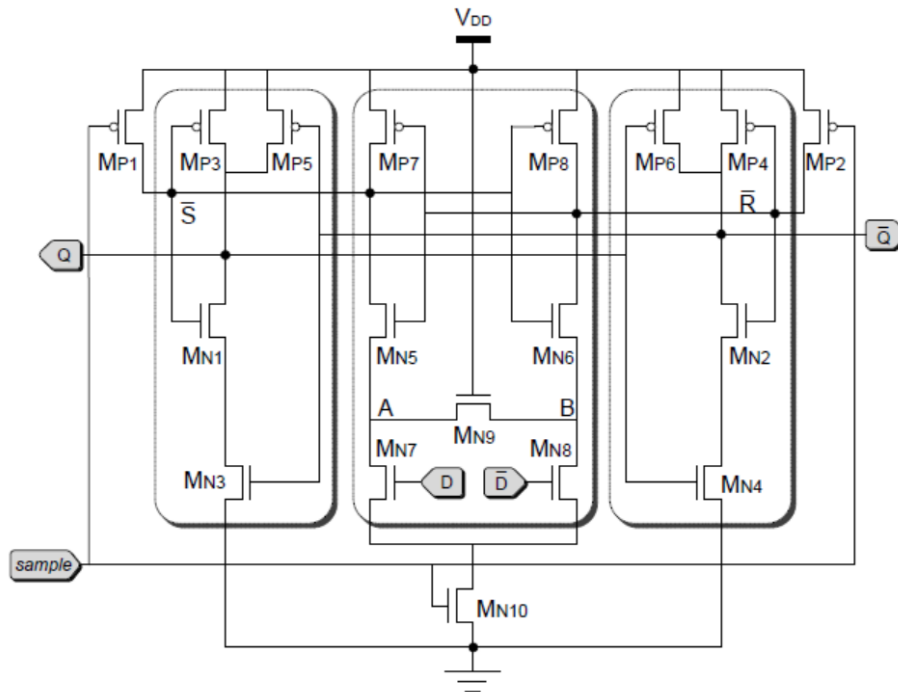 VDD
MP1 MP3 MP5 MP7 MP8 MP6 MP4 MP2
S̅ R̅
Q Q̅
MN1 MN5 MN6 MN2
A B
MN9
MN7 MN8
MN3 D D̅ MN4
sample
MN10